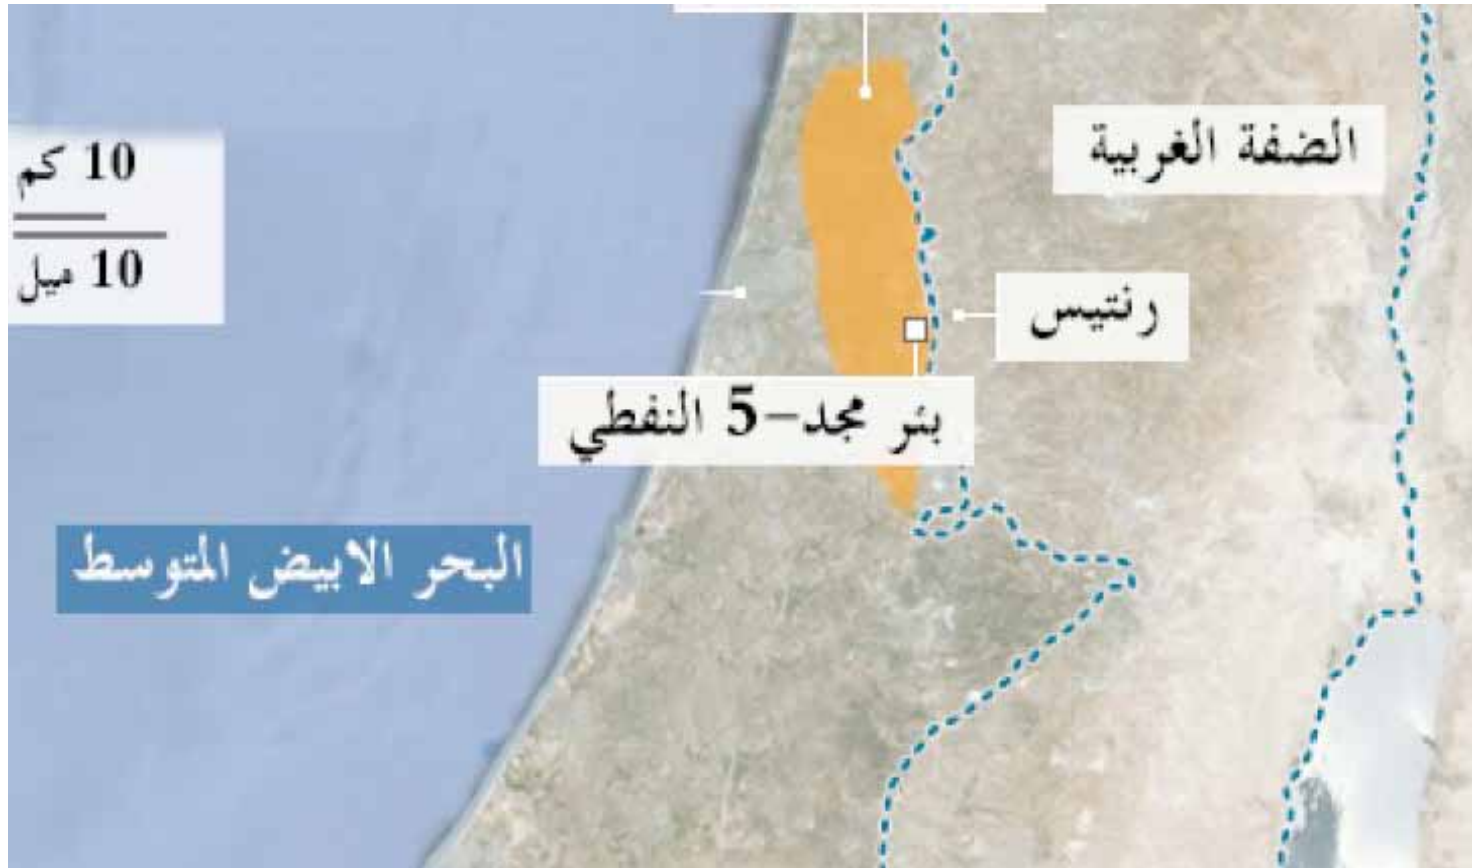 الضفة الغربية
10 كم
10 ميل
رنتيس
بئر مجد-5 النفطي
البحر الابيض المتوسط